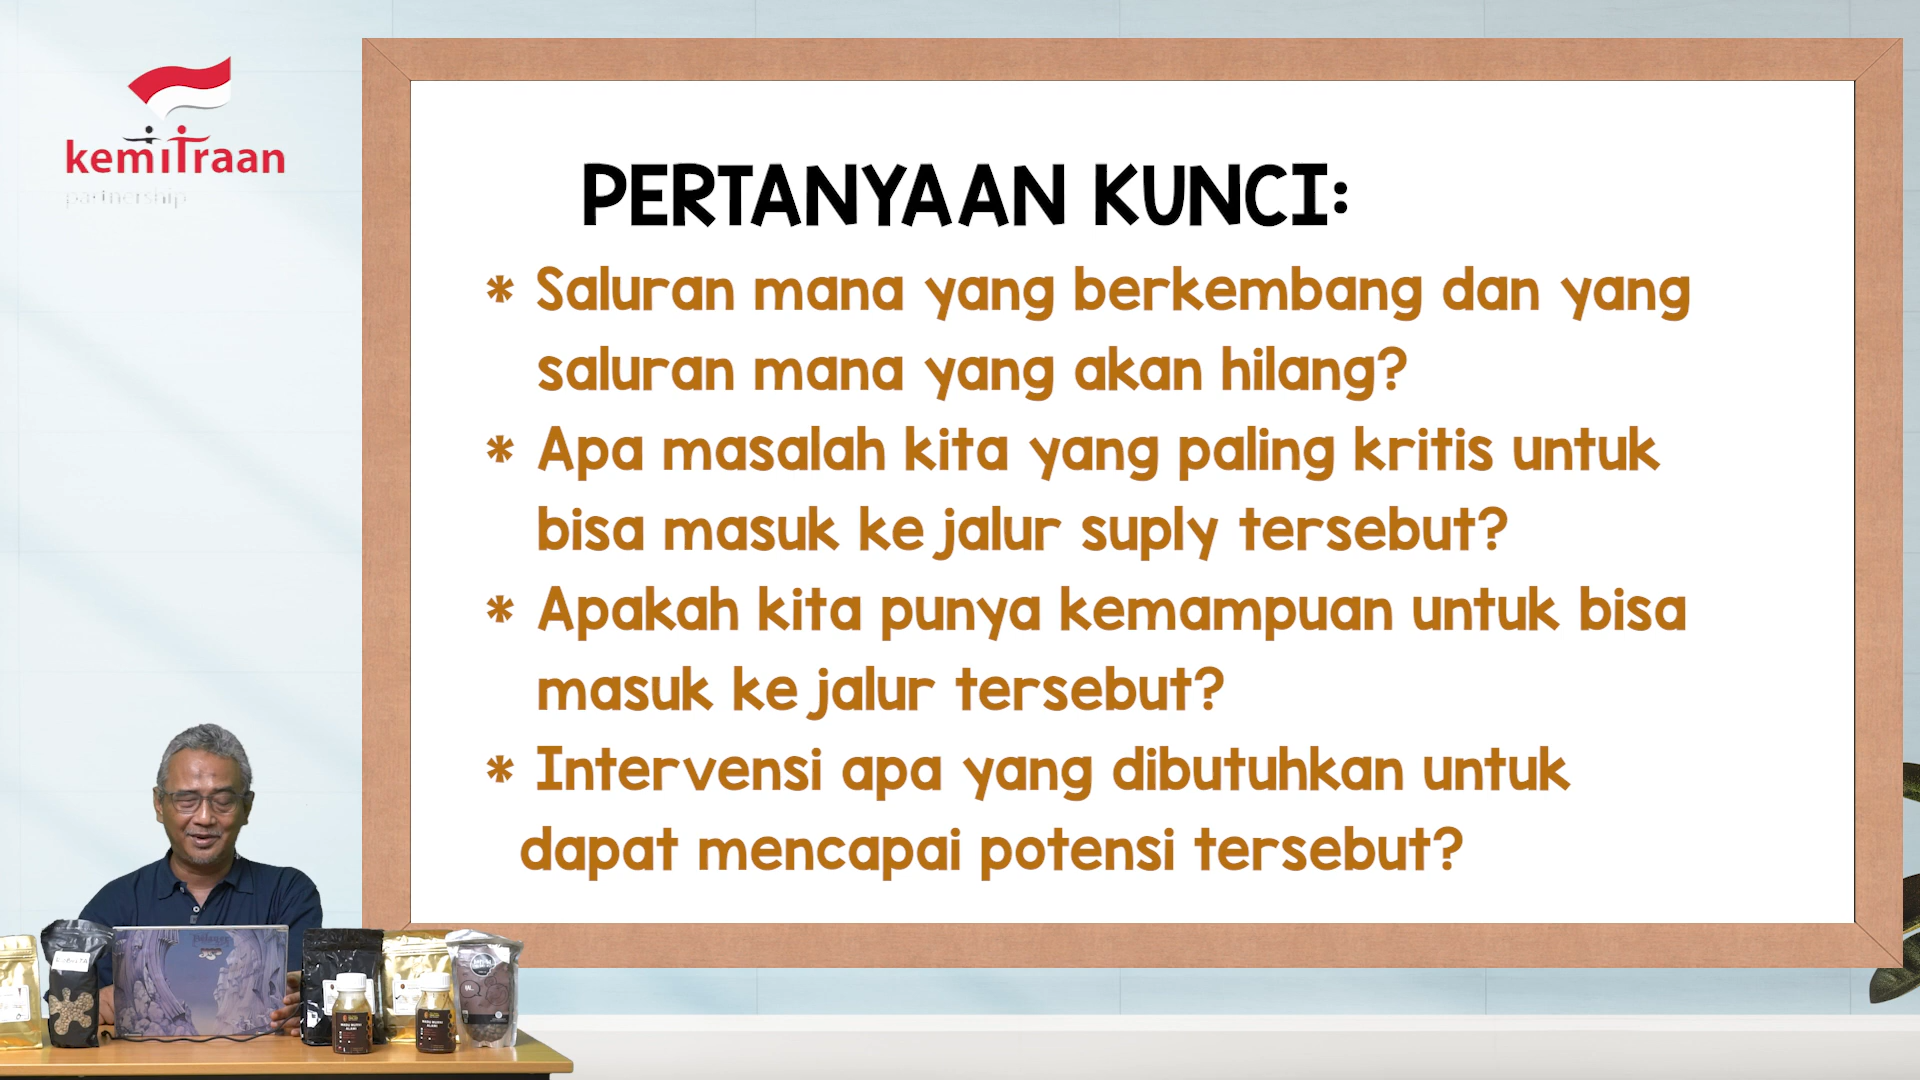 kemitraan
partnership
PERTANYAAN KUNCI:
* Saluran mana yang berkembang dan yang
saluran mana yang akan hilang?
* Apa masalah kita yang paling kritis untuk
bisa masuk ke jalur suply tersebut?
* Apakah kita punya kemampuan untuk bisa
masuk ke jalur tersebut?
* Intervensi apa yang dibutuhkan untuk
dapat mencapai potensi tersebut?